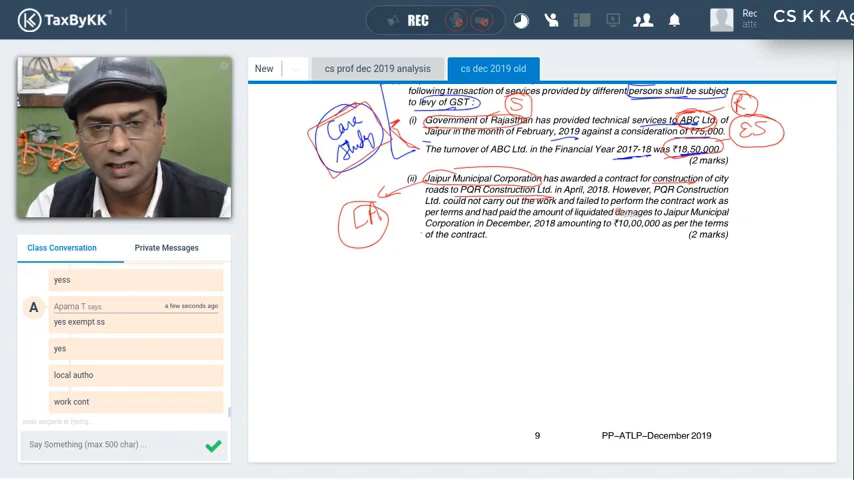 TaxByKK
REC
Rec
atte
CS K K Ag
New
cs prof dec 2019 analysis
cs dec 2019 old
following transaction of services provided by different persons shall be subject
to levy of GST :
S
R
ES
Case
Study
(i) Government of Rajasthan has provided technical services to ABC Ltd. of
Jaipur in the month of February, 2019 against a consideration of ₹75,000.
The turnover of ABC Ltd. in the Financial Year 2017-18 was ₹18,50,000.
(2 marks)
(ii) Jaipur Municipal Corporation has awarded a contract for construction of city
roads to PQR Construction Ltd. in April, 2018. However, PQR Construction
Ltd. could not carry out the work and failed to perform the contract work as
per terms and had paid the amount of liquidated damages to Jaipur Municipal
Corporation in December, 2018 amounting to ₹10,00,000 as per the terms
of the contract. (2 marks)
LA
9 PP–ATLP–December 2019
Class Conversation
Private Messages
yess
A
Aparna T says: a few seconds ago
yes exempt ss
yes
local autho
work cont
is typing...
Say Something (max 500 char) ...